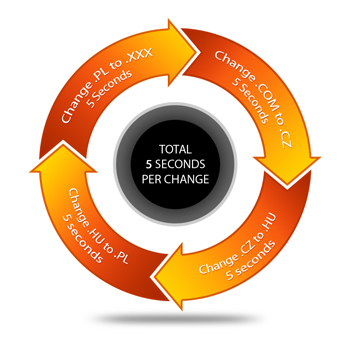 Change .PL to .XXX
5 Seconds
Change .COM to .CZ
5 Seconds
TOTAL
5 SECONDS
PER CHANGE
Change .CZ to .HU
5 seconds
Change .HU to .PL
5 seconds